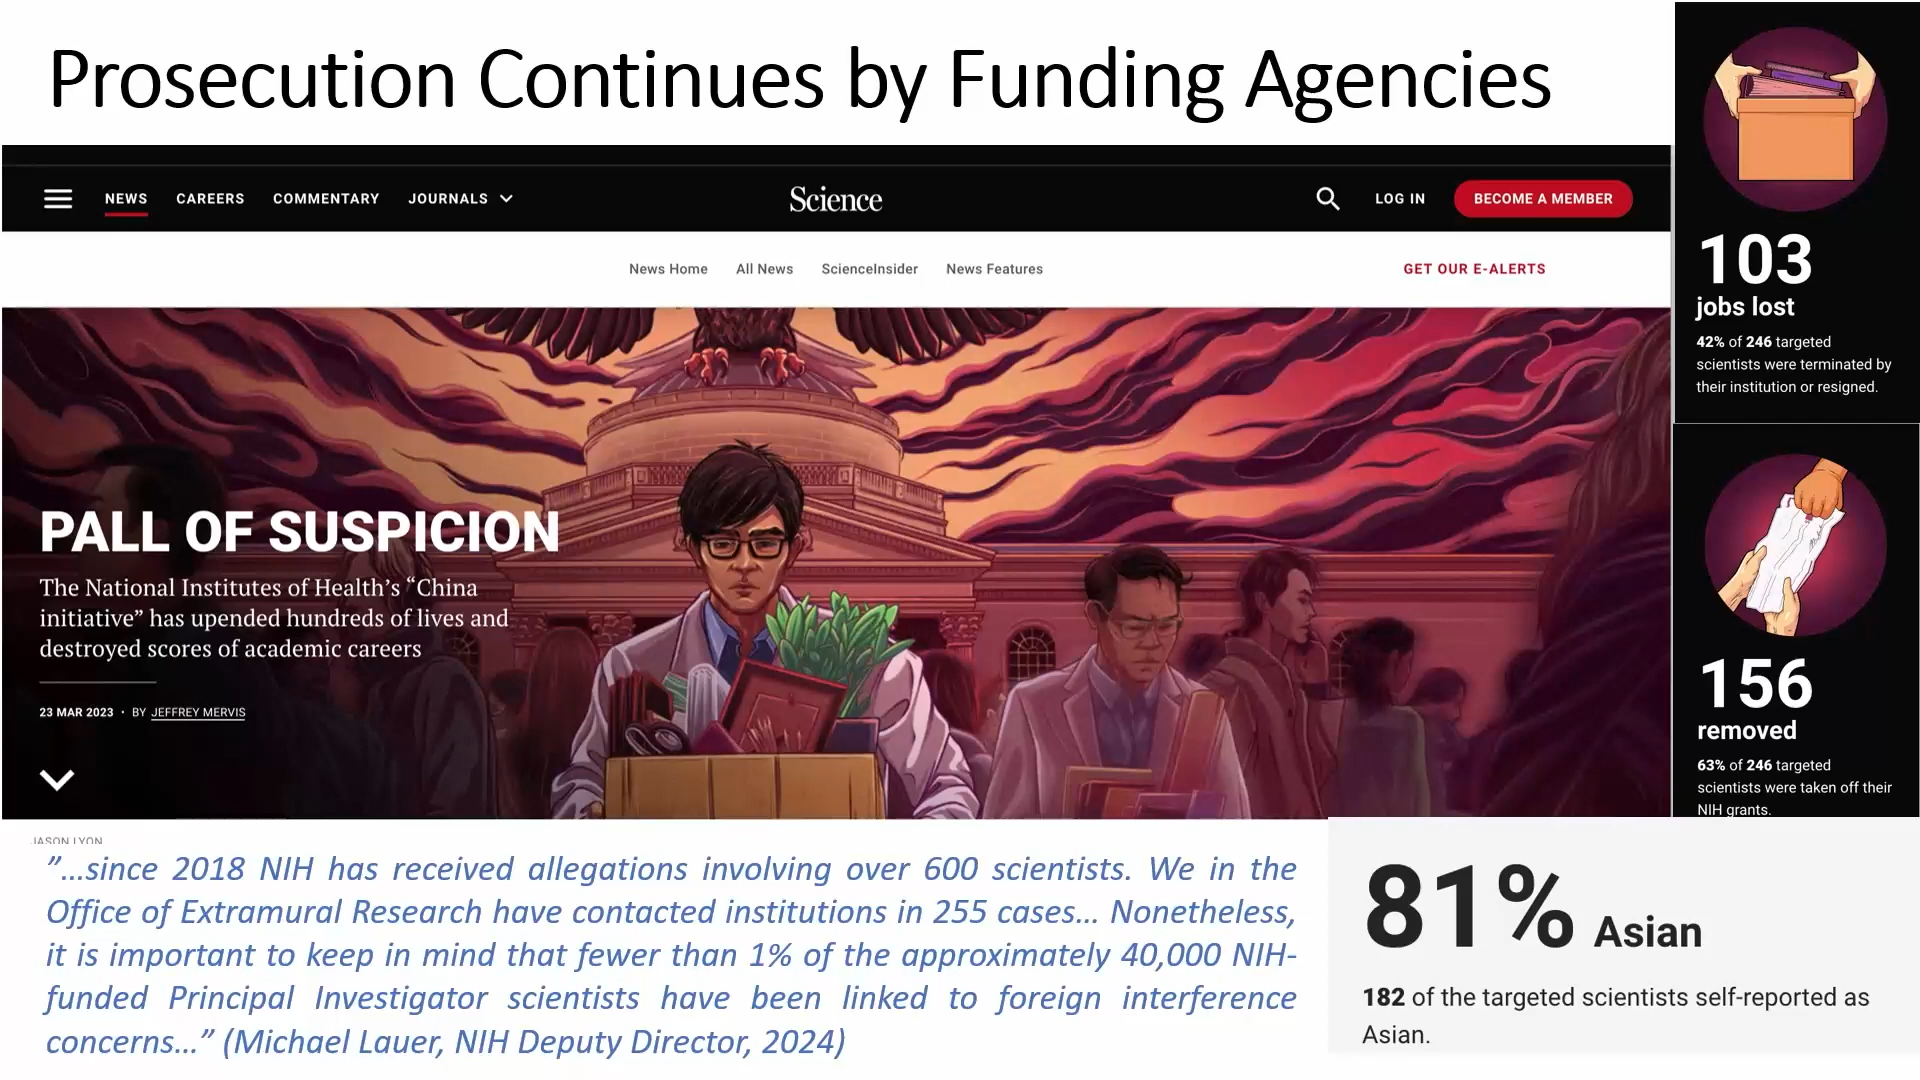 Prosecution Continues by Funding Agencies
NEWS
CAREERS
COMMENTARY
JOURNALS
Science
LOG IN
BECOME A MEMBER
News Home
All News
ScienceInsider
News Features
GET OUR E-ALERTS
PALL OF SUSPICION
The National Institutes of Health’s “China
initiative” has upended hundreds of lives and
destroyed scores of academic careers
23 MAR 2023 · BY JEFFREY MERVIS
JASON LYON
103
jobs lost
42% of 246 targeted
scientists were terminated by
their institution or resigned.
156
removed
63% of 246 targeted
scientists were taken off their
NIH grants.
”…since 2018 NIH has received allegations involving over 600 scientists. We in the
Office of Extramural Research have contacted institutions in 255 cases… Nonetheless,
it is important to keep in mind that fewer than 1% of the approximately 40,000 NIH-
funded Principal Investigator scientists have been linked to foreign interference
concerns…” (Michael Lauer, NIH Deputy Director, 2024)
81% Asian
182 of the targeted scientists self-reported as
Asian.